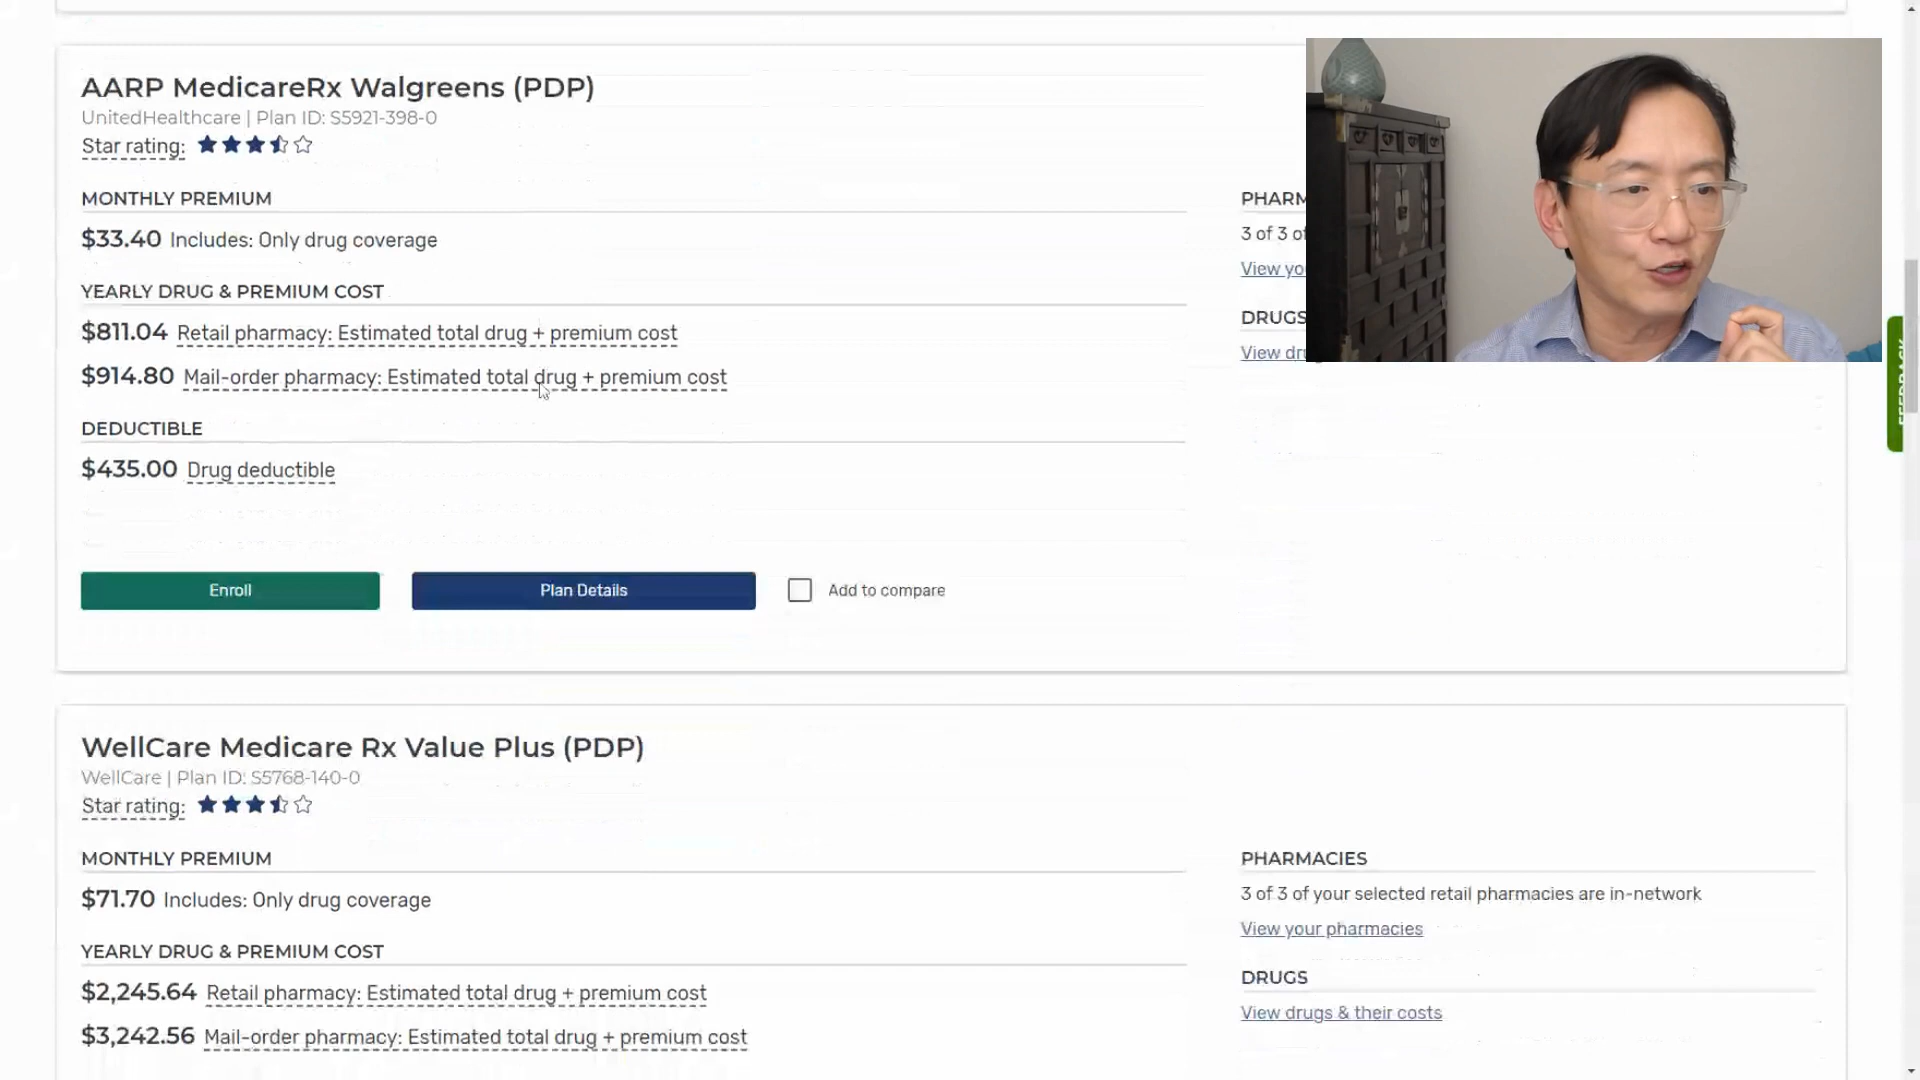 AARP MedicareRx Walgreens (PDP)
UnitedHealthcare | Plan ID: S5921-398-0
Star rating:
MONTHLY PREMIUM
$33.40 Includes: Only drug coverage
YEARLY DRUG & PREMIUM COST
$811.04 Retail pharmacy: Estimated total drug + premium cost
$914.80 Mail-order pharmacy: Estimated total drug + premium cost
DEDUCTIBLE
$435.00 Drug deductible
PHARM
3 of 3 of
View yo
DRUGS
View dru
Enroll
Plan Details
Add to compare
FEEDBACK
WellCare Medicare Rx Value Plus (PDP)
WellCare | Plan ID: S5768-140-0
Star rating:
MONTHLY PREMIUM
$71.70 Includes: Only drug coverage
YEARLY DRUG & PREMIUM COST
$2,245.64 Retail pharmacy: Estimated total drug + premium cost
$3,242.56 Mail-order pharmacy: Estimated total drug + premium cost
PHARMACIES
3 of 3 of your selected retail pharmacies are in-network
View your pharmacies
DRUGS
View drugs & their costs